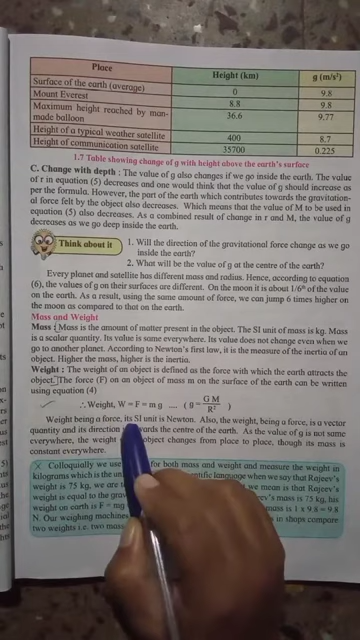 Place Height (km) g (m/s²)
Surface of the earth (average) 0 9.8
Mount Everest 8.8 9.8
Maximum height reached by man-made balloon 36.6 9.77
Height of a typical weather satellite 400 8.7
Height of communication satellite 35700 0.225
1.7 Table showing change of g with height above the earth's surface
C. Change with depth : The value of g also changes if we go inside the earth. The value
of r in equation (5) decreases and one would think that the value of g should increase as
per the formula. However, the part of the earth which contributes towards the gravitation-
al force felt by the object also decreases. Which means that the value of M to be used in
equation (5) also decreases. As a combined result of change in r and M, the value of g
decreases as we go deep inside the earth.
Think about it
1. Will the direction of the gravitational force change as we go
inside the earth?
2. What will be the value of g at the centre of the earth?
Every planet and satellite has different mass and radius. Hence, according to equation
(6), the values of g on their surfaces are different. On the moon it is about 1/6th of the value
on the earth. As a result, using the same amount of force, we can jump 6 times higher on
the moon as compared to that on the earth.
Mass and Weight
Mass : Mass is the amount of matter present in the object. The SI unit of mass is kg. Mass
is a scalar quantity. Its value is same everywhere. Its value does not change even when we
go to another planet. According to Newton's first law, it is the measure of the inertia of an
object. Higher the mass, higher is the inertia.
Weight : The weight of an object is defined as the force with which the earth attracts the
object. The force (F) on an object of mass m on the surface of the earth can be written
using equation (4)
∴ Weight, W = F = m g .... ( g = G M / R² )
Weight being a force, its SI unit is Newton. Also, the weight, being a force, is a vector
quantity and its direction is towards the centre of the earth. As the value of g is not same
everywhere, the weight object changes from place to place, though its mass is
constant everywhere.
Colloquially we use for both mass and weight and measure the weight in
kilograms which is the un scientific language when we say that Rajeev's
weight is 75 kg, we are t we mean is that Rajeev's
weight is equal to the grav ev's mass is 75 kg, his
weight on earth is F = mg mass is 1 x 9.8 = 9.8
N. Our weighing machines in shops compare
two weights i.e. two mass